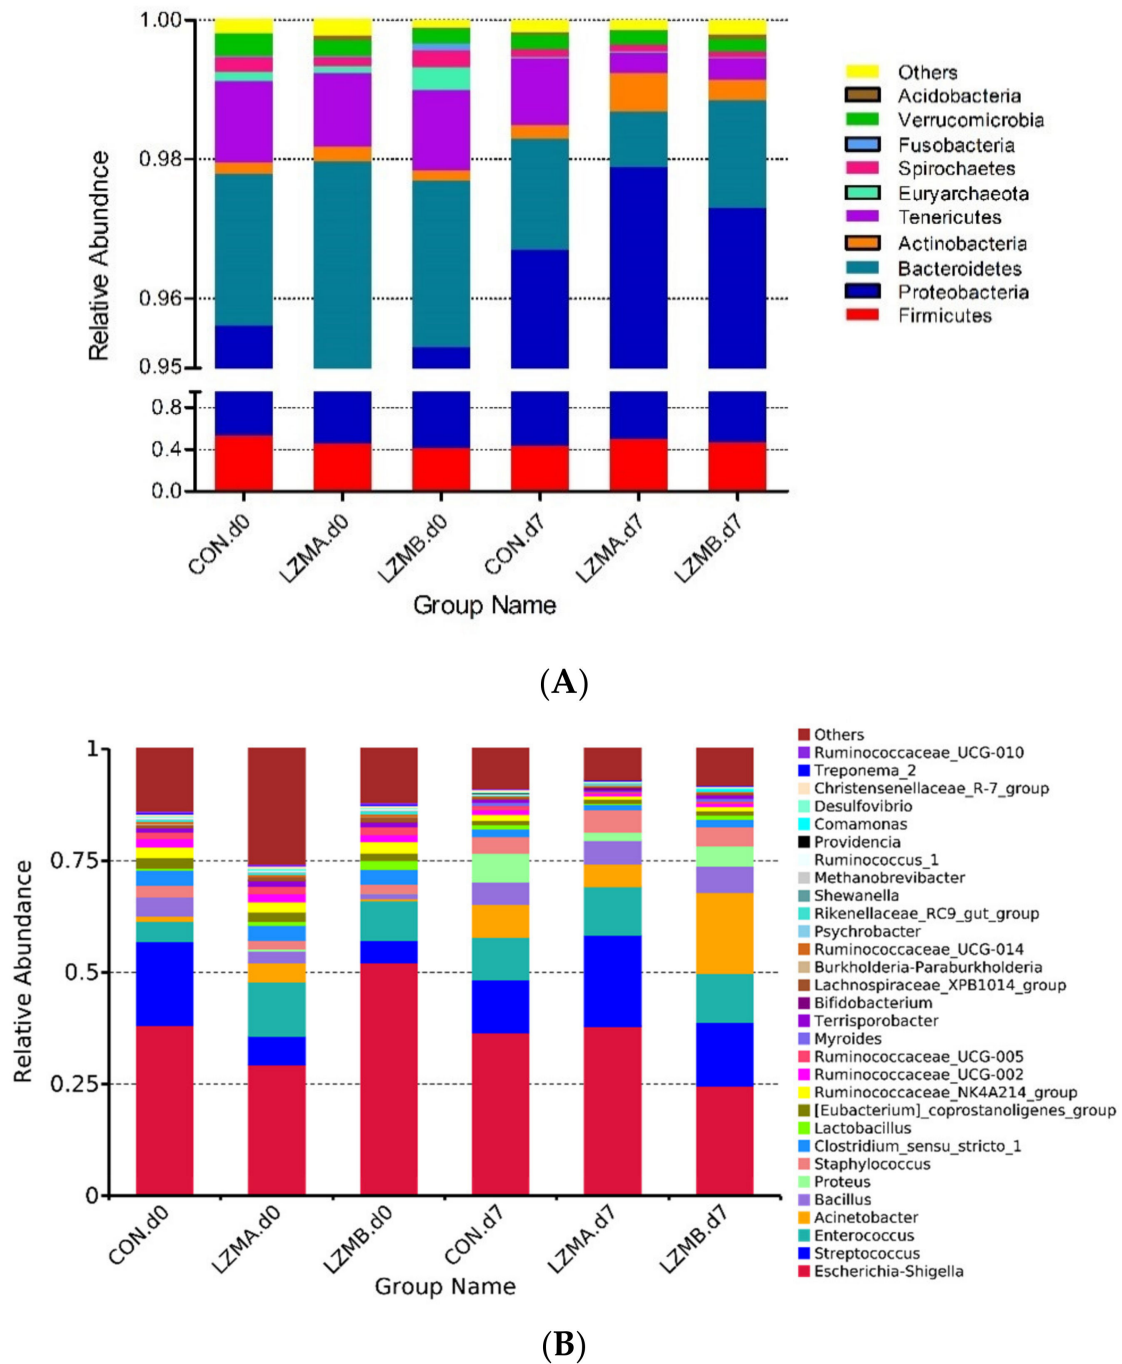 1.00
0.98
0.96
0.95
0.8
0.4
0.0
Relative Abundnce
CON.d0
LZMA.d0
LZMB.d0
CON.d7
LZMA.d7
LZMB.d7
Group Name
Others
Acidobacteria
Verrucomicrobia
Fusobacteria
Spirochaetes
Euryarchaeota
Tenericutes
Actinobacteria
Bacteroidetes
Proteobacteria
Firmicutes
(A)
1
0.75
0.5
0.25
0
Relative Abundance
CON.d0
LZMA.d0
LZMB.d0
CON.d7
LZMA.d7
LZMB.d7
Group Name
Others
Ruminococcaceae_UCG-010
Treponema_2
Christensenellaceae_R-7_group
Desulfovibrio
Comamonas
Providencia
Ruminococcus_1
Methanobrevibacter
Shewanella
Rikenellaceae_RC9_gut_group
Psychrobacter
Ruminococcaceae_UCG-014
Burkholderia-Paraburkholderia
Lachnospiraceae_XPB1014_group
Bifidobacterium
Terrisporobacter
Myroides
Ruminococcaceae_UCG-005
Ruminococcaceae_UCG-002
Ruminococcaceae_NK4A214_group
[Eubacterium]_coprostanoligenes_group
Lactobacillus
Clostridium_sensu_stricto_1
Staphylococcus
Proteus
Bacillus
Acinetobacter
Enterococcus
Streptococcus
Escherichia-Shigella
(B)